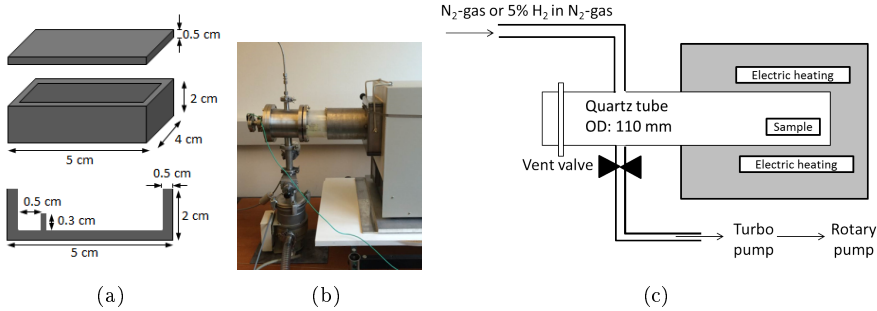 0.5 cm
2 cm
4 cm
5 cm
0.5 cm
0.5 cm
0.3 cm
2 cm
5 cm
(a)
(b)
N₂-gas or 5% H₂ in N₂-gas
Electric heating
Quartz tube
OD: 110 mm
Sample
Vent valve
Electric heating
Turbo
pump
Rotary
pump
(c)